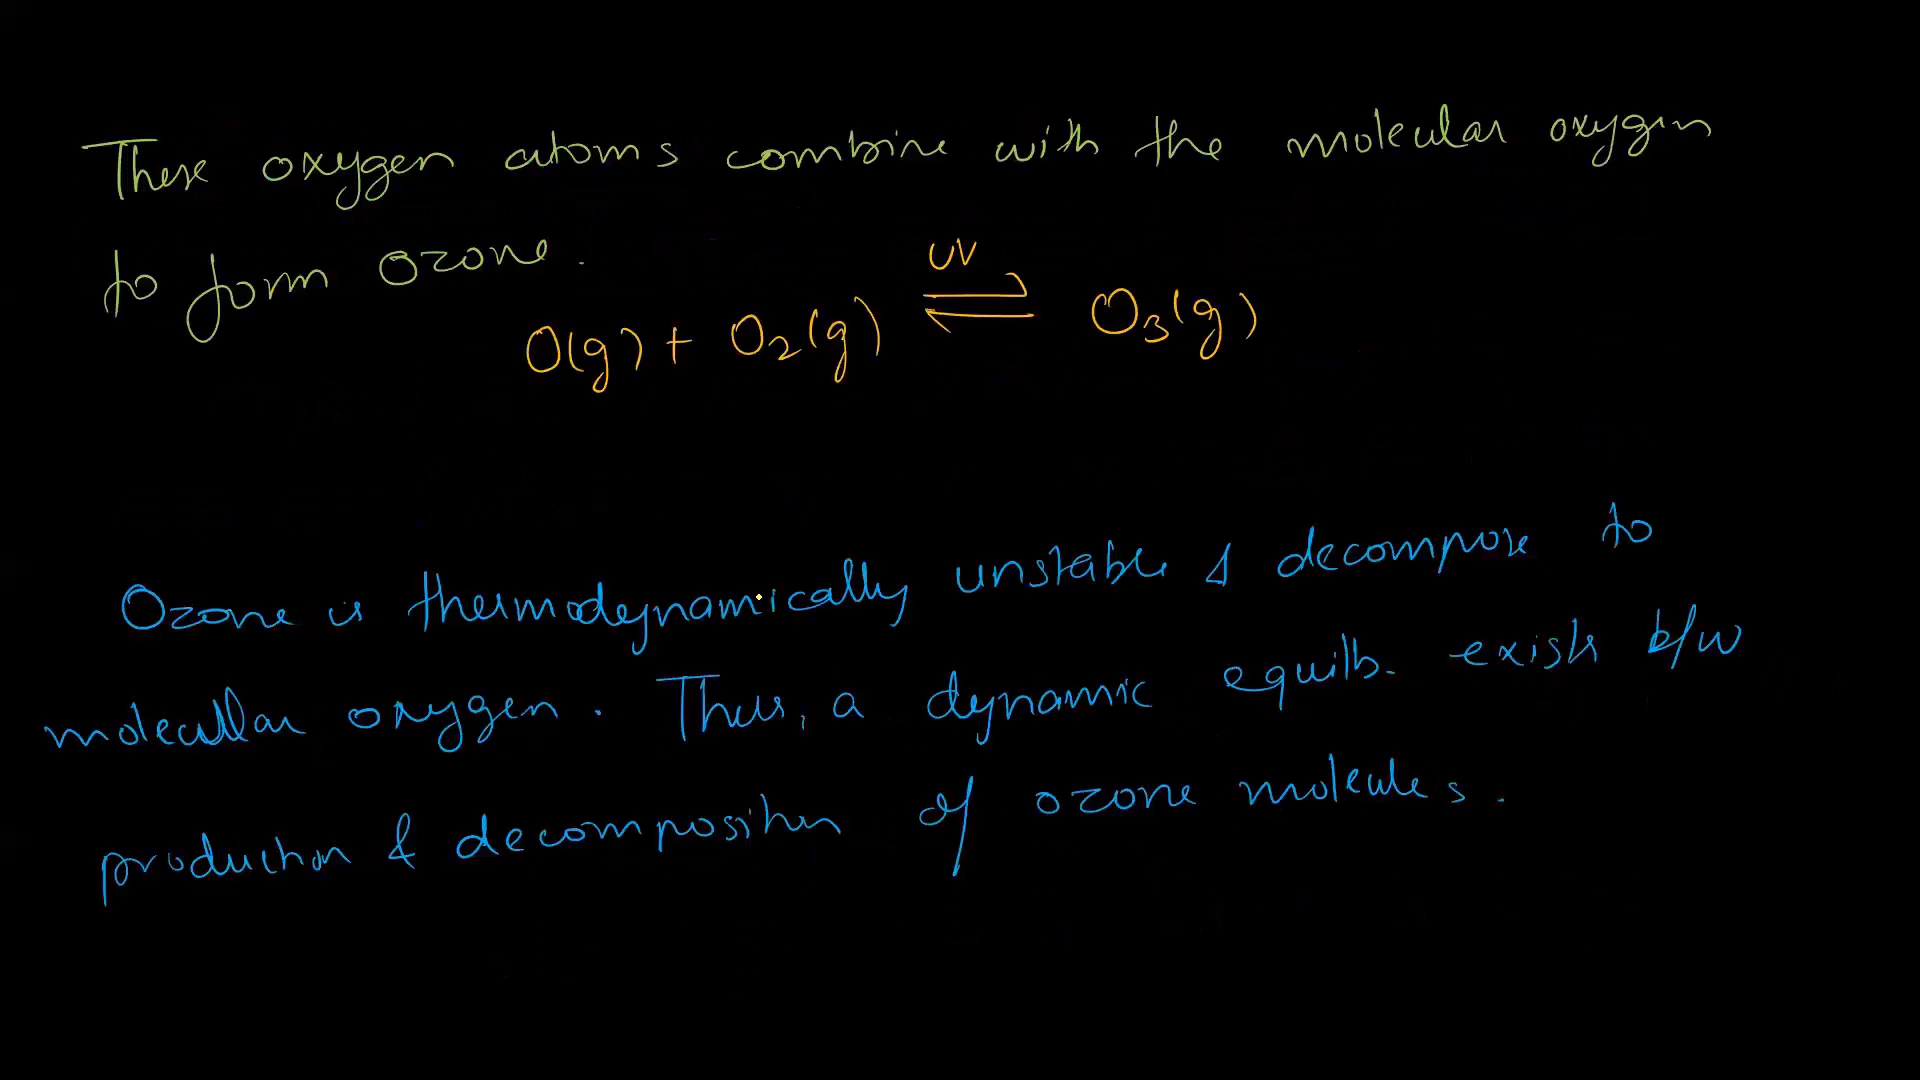 These oxygen atoms combine with the molecular oxygen
to form ozone.
UV
O(g) + O₂(g) ⇌ O₃(g)
Ozone is thermodynamically unstable & decompose to
molecular oxygen. Thus, a dynamic equilb. exists b/w
production & decomposition of ozone molecules.